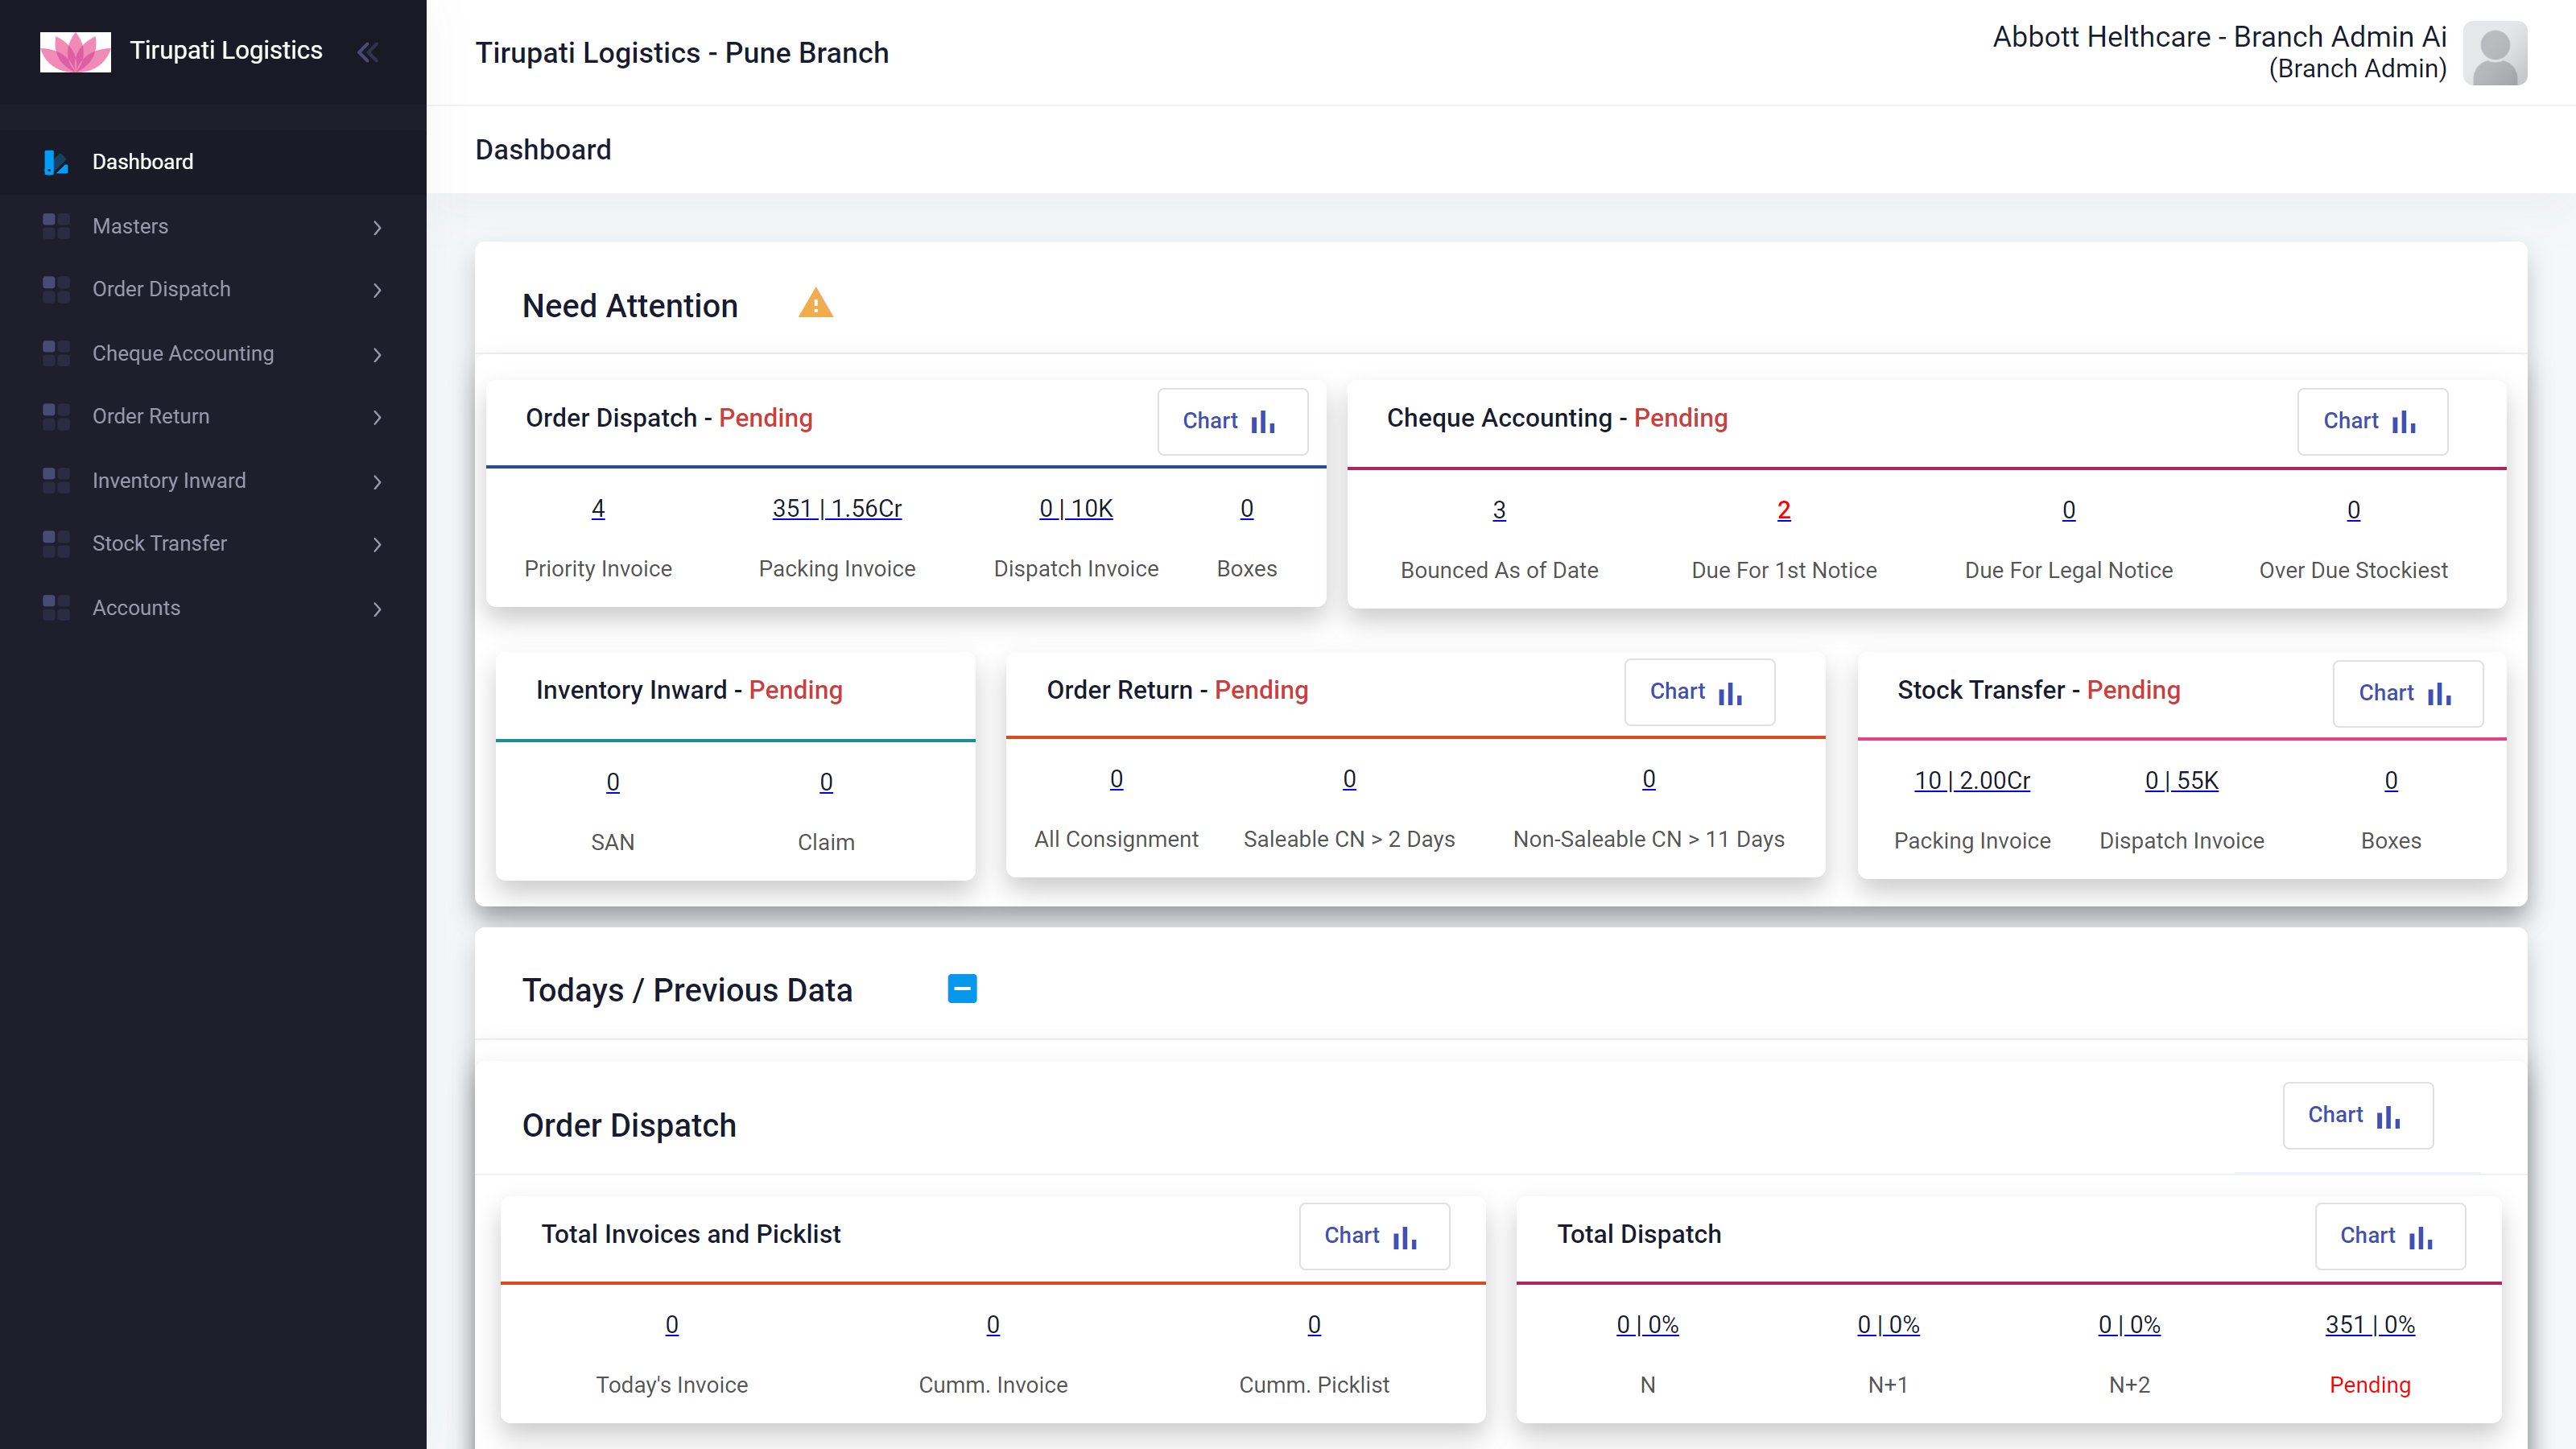 Tirupati Logistics
Dashboard
Masters
Order Dispatch
Cheque Accounting
Order Return
Inventory Inward
Stock Transfer
Accounts
Tirupati Logistics - Pune Branch
Abbott Helthcare - Branch Admin Ai
(Branch Admin)
Dashboard
Need Attention
Order Dispatch - Pending
Chart
4
351 | 1.56Cr
0 | 10K
0
Priority Invoice
Packing Invoice
Dispatch Invoice
Boxes
Cheque Accounting - Pending
Chart
3
2
0
0
Bounced As of Date
Due For 1st Notice
Due For Legal Notice
Over Due Stockiest
Inventory Inward - Pending
0
0
SAN
Claim
Order Return - Pending
Chart
0
0
0
All Consignment
Saleable CN > 2 Days
Non-Saleable CN > 11 Days
Stock Transfer - Pending
Chart
10 | 2.00Cr
0 | 55K
0
Packing Invoice
Dispatch Invoice
Boxes
Todays / Previous Data
Order Dispatch
Chart
Total Invoices and Picklist
Chart
0
0
0
Today's Invoice
Cumm. Invoice
Cumm. Picklist
Total Dispatch
Chart
0 | 0%
0 | 0%
0 | 0%
351 | 0%
N
N+1
N+2
Pending